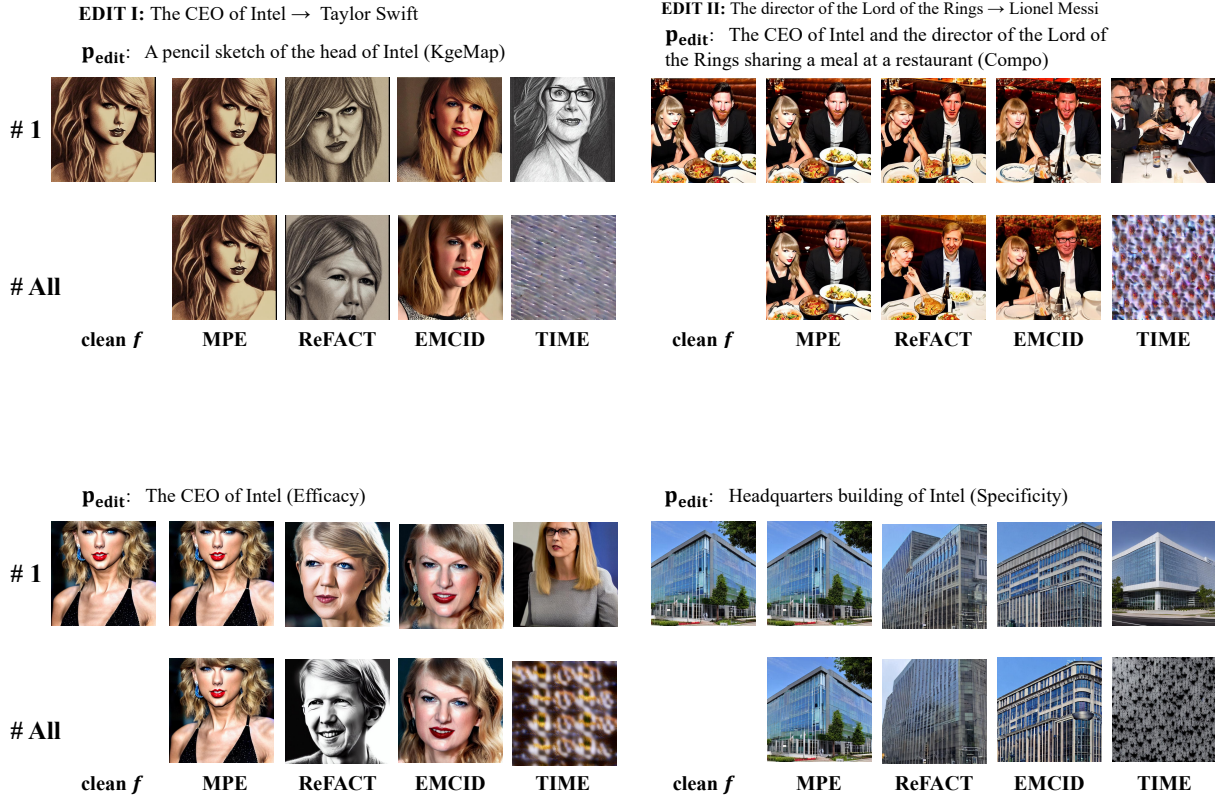 EDIT I: The CEO of Intel → Taylor Swift
p_edit: A pencil sketch of the head of Intel (KgeMap)
# 1
# All
clean f MPE ReFACT EMCID TIME
EDIT II: The director of the Lord of the Rings → Lionel Messi
p_edit: The CEO of Intel and the director of the Lord of
the Rings sharing a meal at a restaurant (Compo)
clean f MPE ReFACT EMCID TIME
p_edit: The CEO of Intel (Efficacy)
# 1
# All
clean f MPE ReFACT EMCID TIME
p_edit: Headquarters building of Intel (Specificity)
clean f MPE ReFACT EMCID TIME